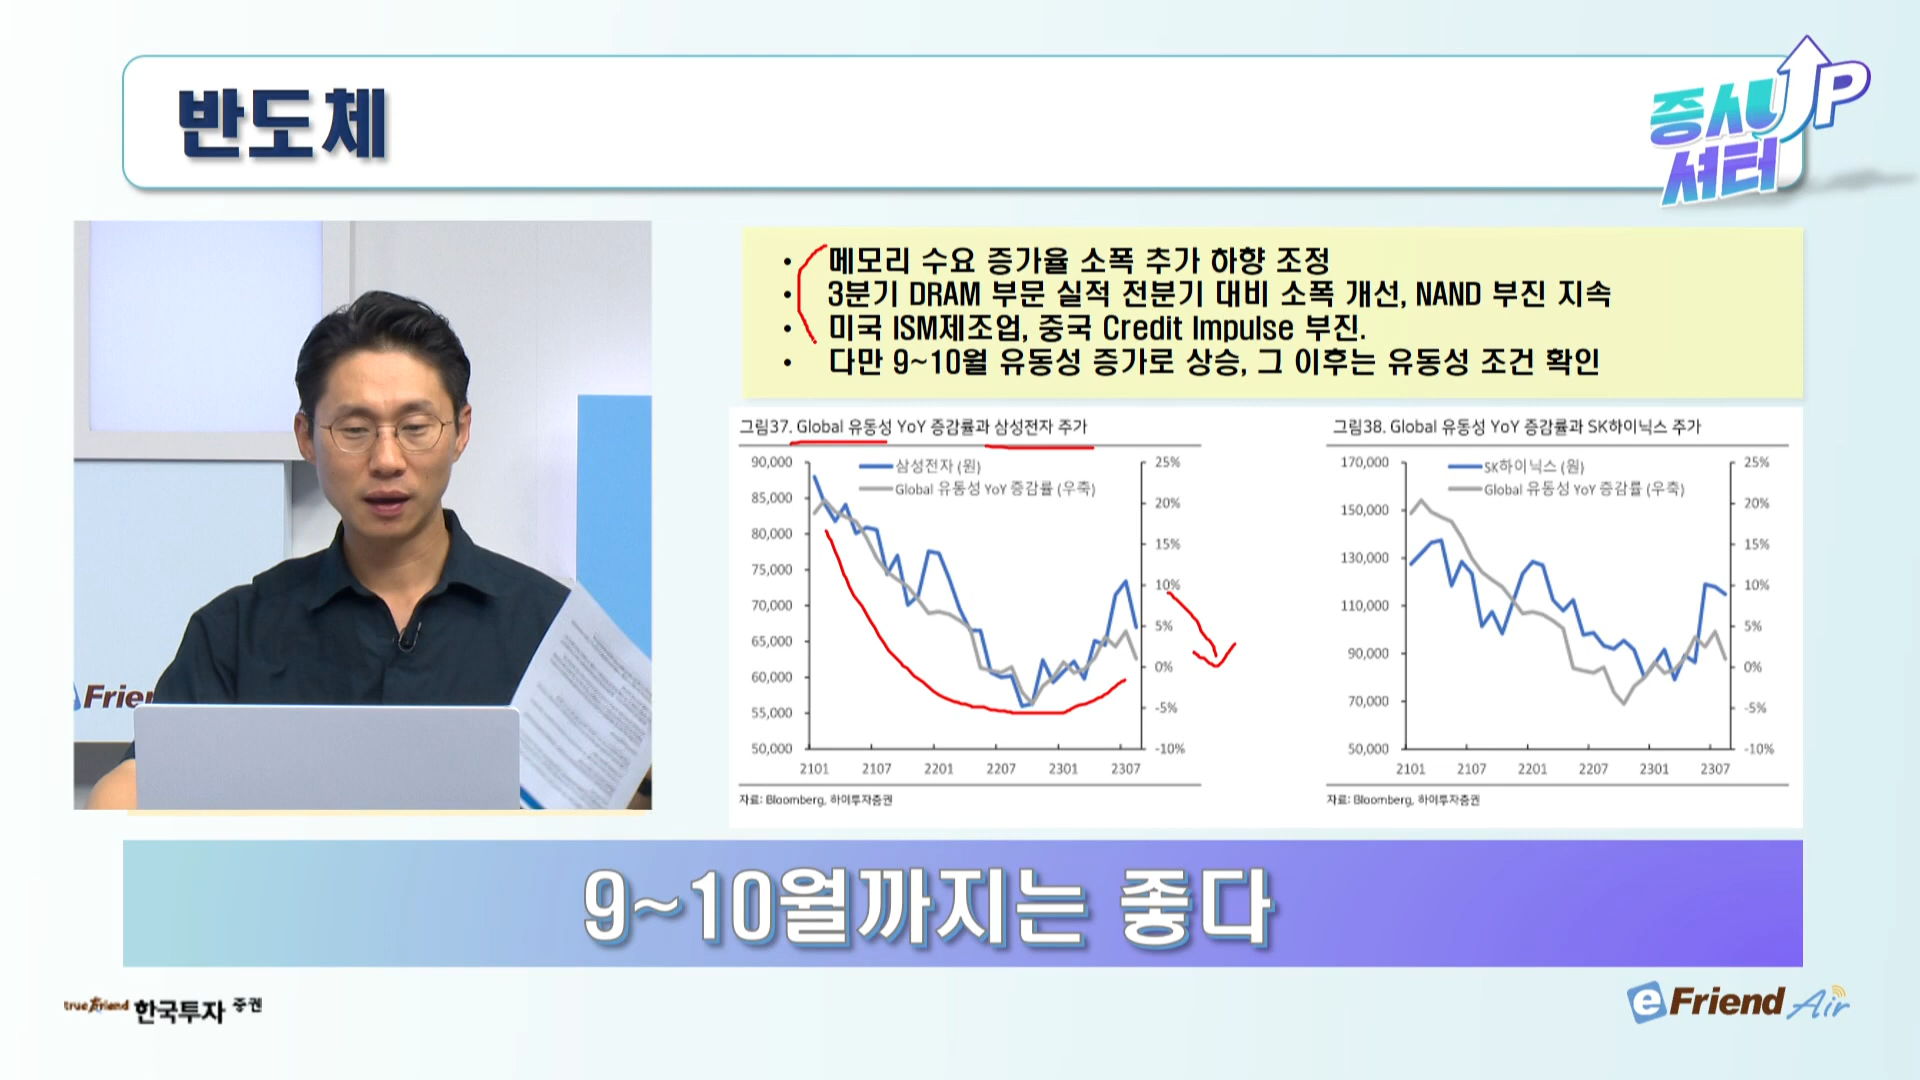 반도체
증시 UP
셔터
• 메모리 수요 증가율 소폭 추가 하향 조정
• 3분기 DRAM 부문 실적 전분기 대비 소폭 개선, NAND 부진 지속
• 미국 ISM제조업, 중국 Credit Impulse 부진.
• 다만 9~10월 유동성 증가로 상승, 그 이후는 유동성 조건 확인
그림37. Global 유동성 YoY 증감률과 삼성전자 주가
삼성전자 (원)
Global 유동성 YoY 증감률 (우축)
90,000
85,000
80,000
75,000
70,000
65,000
60,000
55,000
50,000
25%
20%
15%
10%
5%
0%
-5%
-10%
2101 2107 2201 2207 2301 2307
자료: Bloomberg, 하이투자증권
그림38. Global 유동성 YoY 증감률과 SK하이닉스 주가
SK하이닉스 (원)
Global 유동성 YoY 증감률 (우축)
170,000
150,000
130,000
110,000
90,000
70,000
50,000
25%
20%
15%
10%
5%
0%
-5%
-10%
2101 2107 2201 2207 2301 2307
자료: Bloomberg, 하이투자증권
9~10월까지는 좋다
true Friend 한국투자 증권
e Friend Air